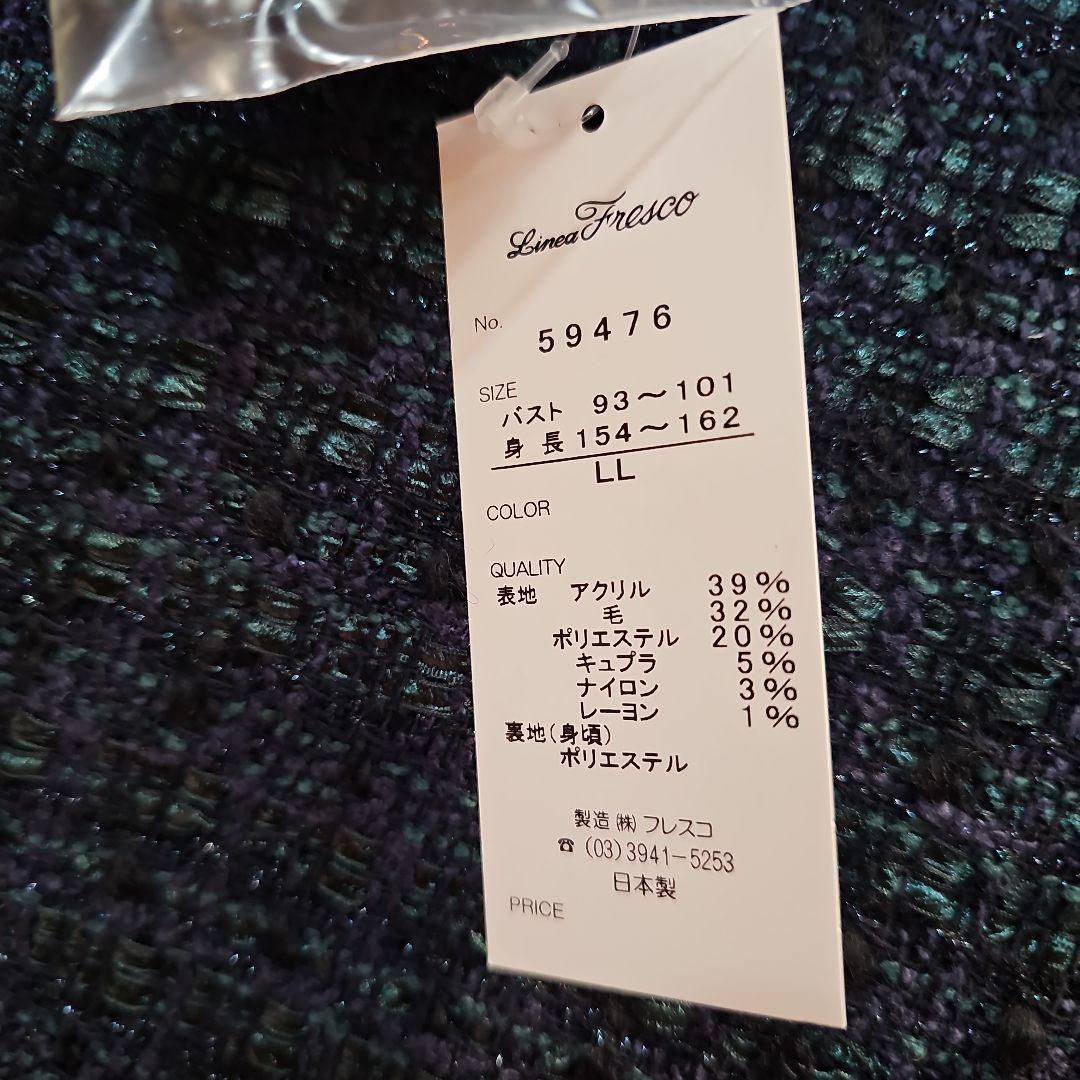 Linea Fresco
No. 59476
SIZE
バスト 93～101
身長 154～162
LL
COLOR
QUALITY
表地 アクリル 39%
毛 32%
ポリエステル 20%
キュプラ 5%
ナイロン 3%
レーヨン 1%
裏地(身頃)
ポリエステル
製造 ㈱ フレスコ
☎ (03)3941-5253
日本製
PRICE